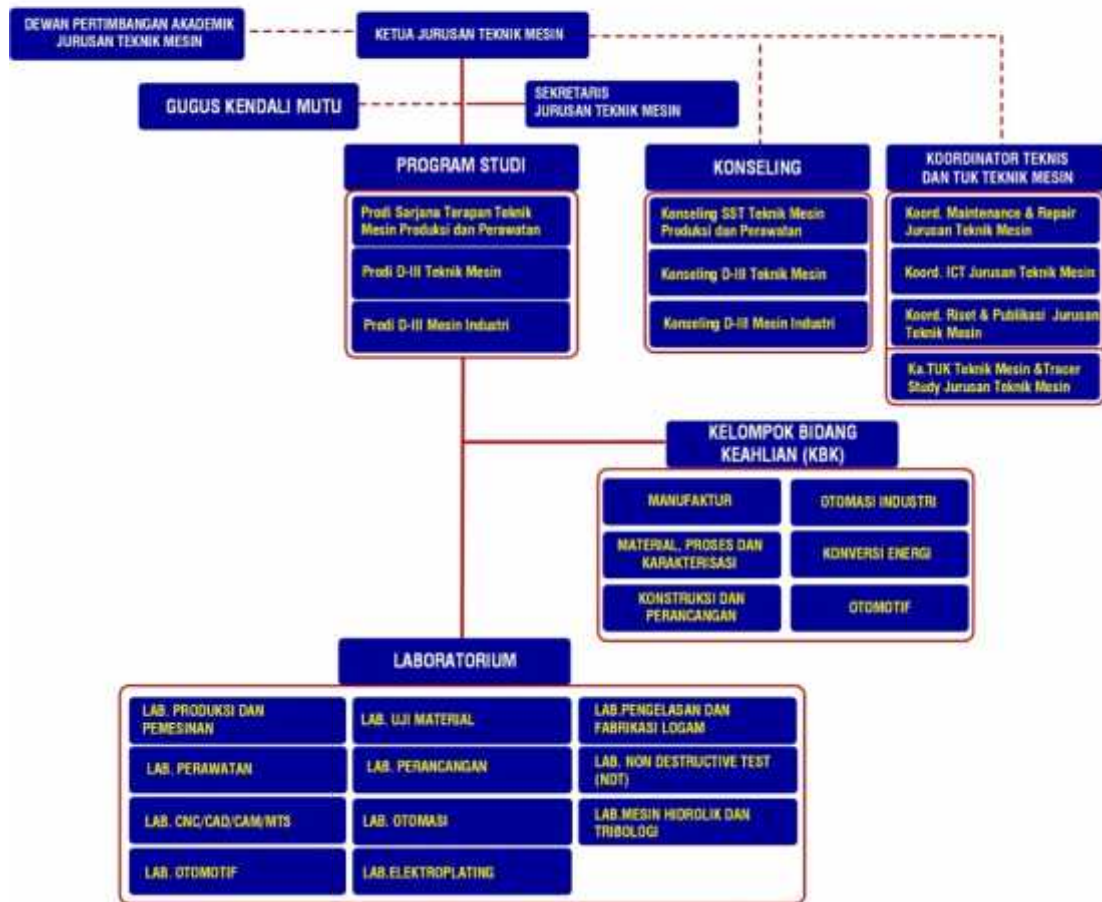 DEWAN PERTIMBANGAN AKADEMIK
JURUSAN TEKNIK MESIN
KETUA JURUSAN TEKNIK MESIN
GUGUS KENDALI MUTU
SEKRETARIS
JURUSAN TEKNIK MESIN
PROGRAM STUDI
Prodi Sarjana Terapan Teknik
Mesin Produksi dan Perawatan
Prodi D-III Teknik Mesin
Prodi D-III Mesin Industri
KONSELING
Konseling SST Teknik Mesin
Produksi dan Perawatan
Konseling D-III Teknik Mesin
Konseling D-III Mesin Industri
KOORDINATOR TEKNIS
DAN TUK TEKNIK MESIN
Koord. Maintenance & Repair
Jurusan Teknik Mesin
Koord. ICT Jurusan Teknik Mesin
Koord. Riset & Publikasi Jurusan
Teknik Mesin
Ka.TUK Teknik Mesin &Tracer
Study Jurusan Teknik Mesin
KELOMPOK BIDANG
KEAHLIAN (KBK)
MANUFAKTUR
OTOMASI INDUSTRI
MATERIAL, PROSES DAN
KARAKTERISASI
KONVERSI ENERGI
KONSTRUKSI DAN
PERANCANGAN
OTOMOTIF
LABORATORIUM
LAB. PRODUKSI DAN
PEMESINAN
LAB. UJI MATERIAL
LAB.PENGELASAN DAN
FABRIKASI LOGAM
LAB. PERAWATAN
LAB. PERANCANGAN
LAB. NON DESTRUCTIVE TEST
(NDT)
LAB. CNC/CAD/CAM/MTS
LAB. OTOMASI
LAB.MESIN HIDROLIK DAN
TRIBOLOGI
LAB. OTOMOTIF
LAB.ELEKTROPLATING